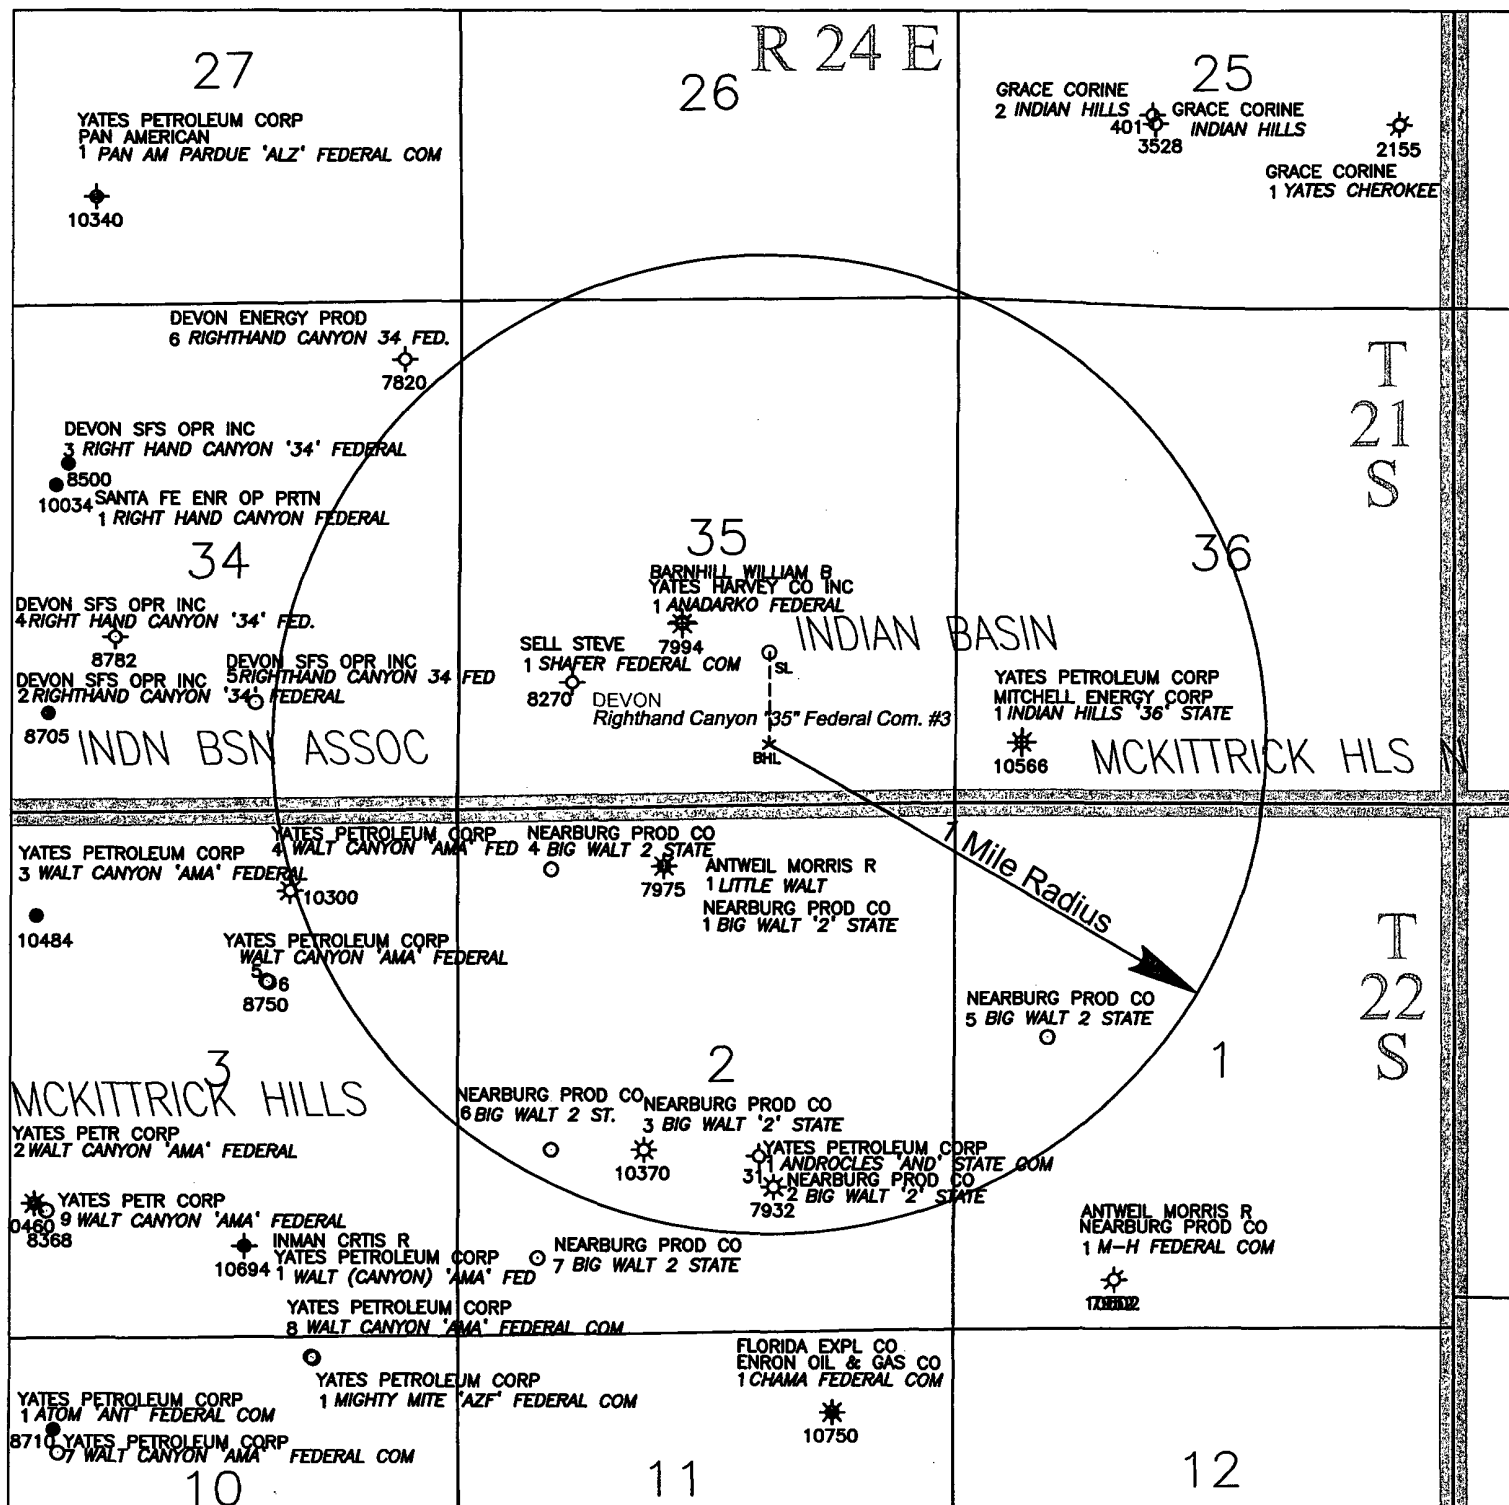 R 24 E
27
26
25
YATES PETROLEUM CORP
PAN AMERICAN
1 PAN AM PARDUE 'ALZ' FEDERAL COM
10340
GRACE CORINE
2 INDIAN HILLS
401
GRACE CORINE
INDIAN HILLS
3528
2155
GRACE CORINE
1 YATES CHEROKEE
DEVON ENERGY PROD
6 RIGHTHAND CANYON 34 FED.
7820
T
21
S
DEVON SFS OPR INC
3 RIGHT HAND CANYON '34' FEDERAL
8500
10034
SANTA FE ENR OP PRTN
1 RIGHT HAND CANYON FEDERAL
34
35
36
BARNHILL WILLIAM B
YATES HARVEY CO INC
1 ANADARKO FEDERAL
7994
DEVON SFS OPR INC
4 RIGHT HAND CANYON '34' FED.
8782
DEVON SFS OPR INC
5 RIGHTHAND CANYON 34 FED
DEVON SFS OPR INC
2 RIGHTHAND CANYON '34' FEDERAL
8705
SELL STEVE
1 SHAFER FEDERAL COM
8270
INDIAN BASIN
SL
DEVON
Righthand Canyon "35" Federal Com. #3
BHL
YATES PETROLEUM CORP
MITCHELL ENERGY CORP
1 INDIAN HILLS '36' STATE
10566
INDN BSN ASSOC
MCKITTRICK HLS N
1 Mile Radius
YATES PETROLEUM CORP
4 WALT CANYON 'AMA' FED
10300
NEARBURG PROD CO
4 BIG WALT 2 STATE
YATES PETROLEUM CORP
3 WALT CANYON 'AMA' FEDERAL
10484
7975
ANTWEIL MORRIS R
1 LITTLE WALT
NEARBURG PROD CO
1 BIG WALT '2' STATE
T
22
S
YATES PETROLEUM CORP
WALT CANYON 'AMA' FEDERAL
5
6
8750
NEARBURG PROD CO
5 BIG WALT 2 STATE
3
2
1
MCKITTRICK HILLS
YATES PETR CORP
2 WALT CANYON 'AMA' FEDERAL
NEARBURG PROD CO
6 BIG WALT 2 ST.
NEARBURG PROD CO
3 BIG WALT '2' STATE
10370
YATES PETROLEUM CORP
1 ANDROCLES 'AND' STATE COM
31
NEARBURG PROD CO
2 BIG WALT '2' STATE
7932
YATES PETR CORP
9 WALT CANYON 'AMA' FEDERAL
0460
8368
INMAN CRTIS R
YATES PETROLEUM CORP
1 WALT (CANYON) 'AMA' FED
10694
NEARBURG PROD CO
7 BIG WALT 2 STATE
ANTWEIL MORRIS R
NEARBURG PROD CO
1 M-H FEDERAL COM
YATES PETROLEUM CORP
8 WALT CANYON 'AMA' FEDERAL COM
YATES PETROLEUM CORP
1 MIGHTY MITE 'AZF' FEDERAL COM
FLORIDA EXPL CO
ENRON OIL & GAS CO
1 CHAMA FEDERAL COM
10750
YATES PETROLEUM CORP
1 ATOM 'ANT' FEDERAL COM
8710
YATES PETROLEUM CORP
7 WALT CANYON 'AMA' FEDERAL COM
10
11
12